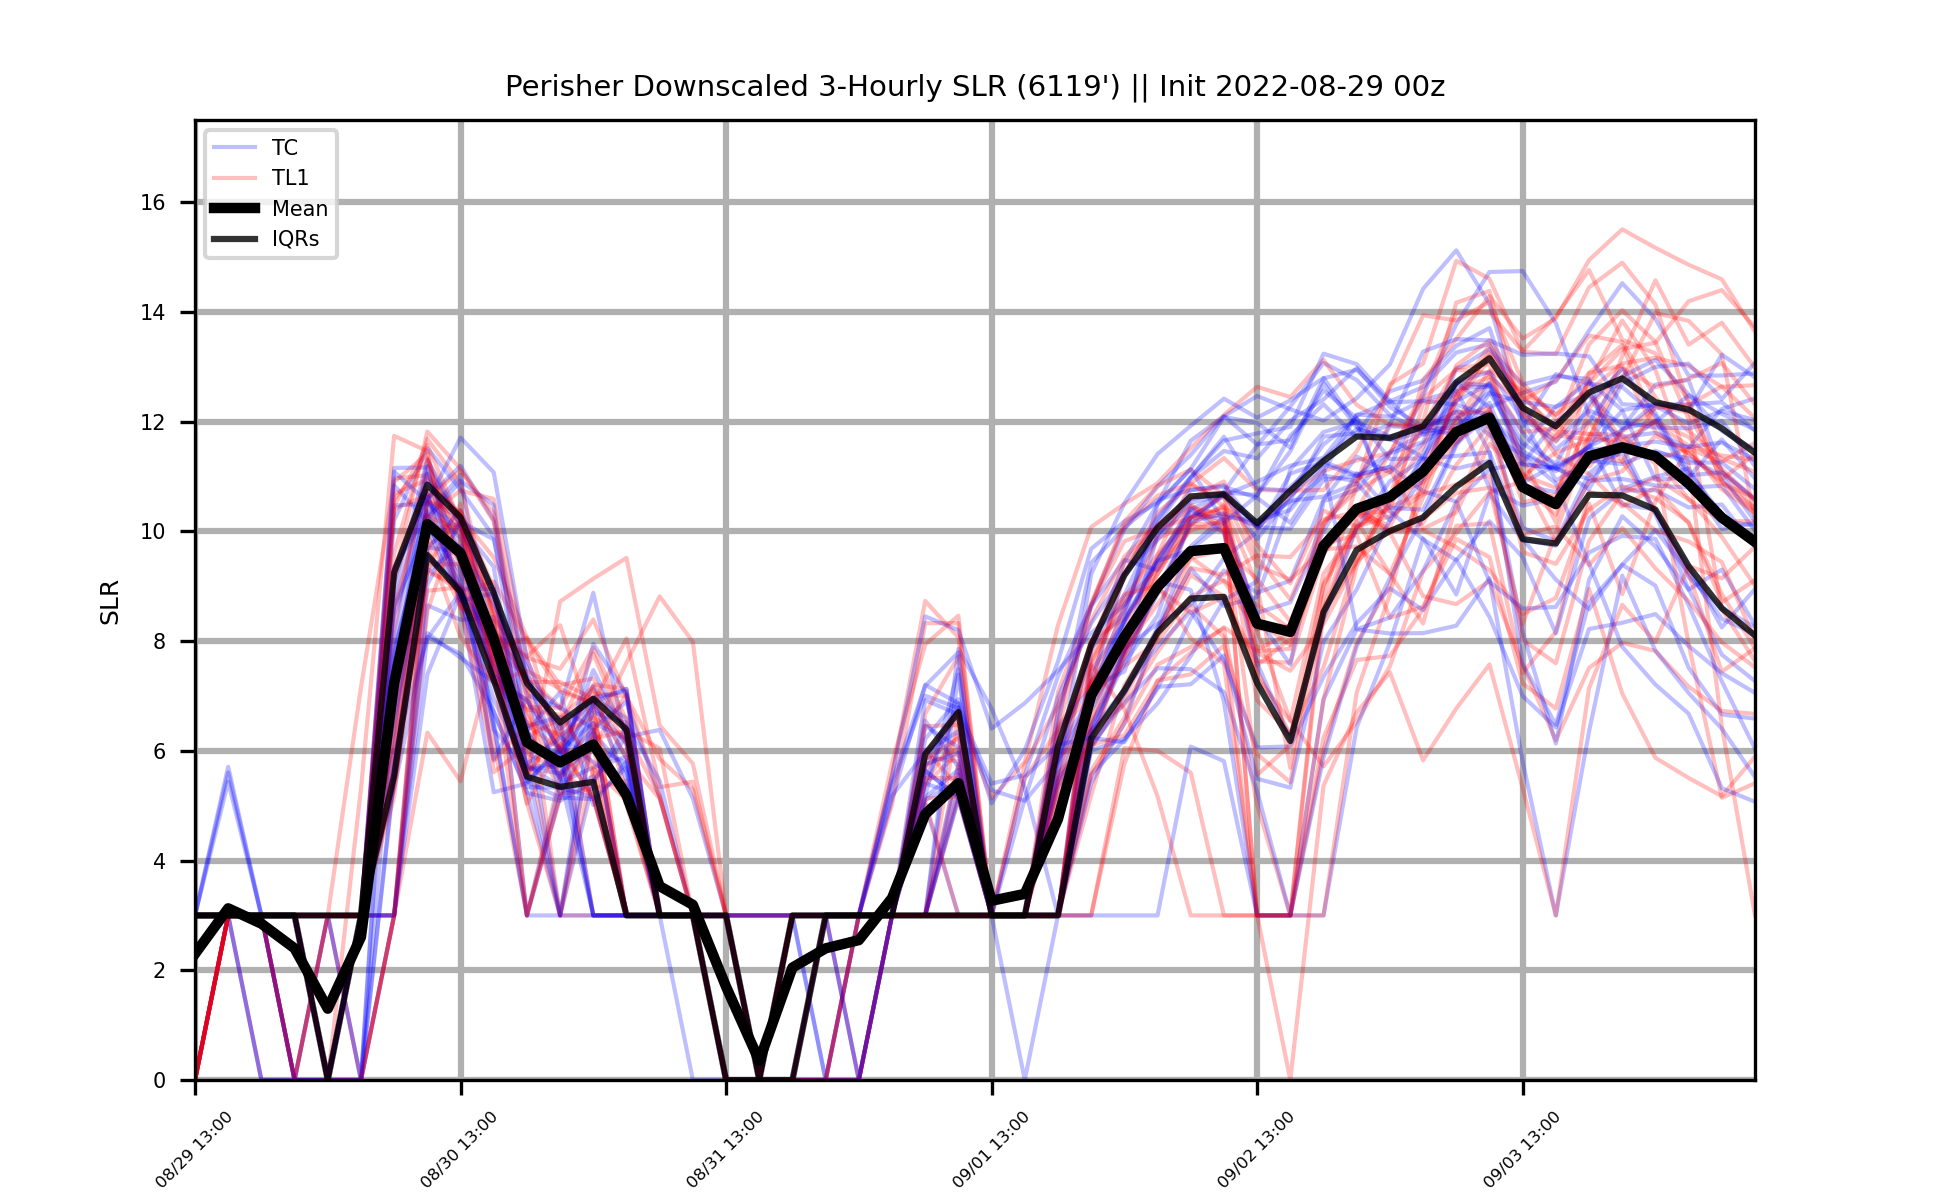 Perisher Downscaled 3-Hourly SLR (6119') || Init 2022-08-29 00z
TC
TL1
Mean
IQRs
SLR
16
14
12
10
8
6
4
2
0
08/29 13:00
08/30 13:00
08/31 13:00
09/01 13:00
09/02 13:00
09/03 13:00